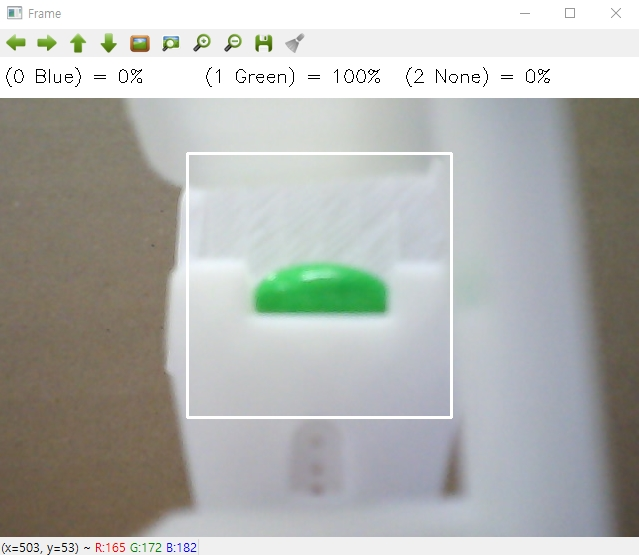 Frame
(0 Blue) = 0% (1 Green) = 100% (2 None) = 0%
(x=503, y=53) ~ R:165 G:172 B:182